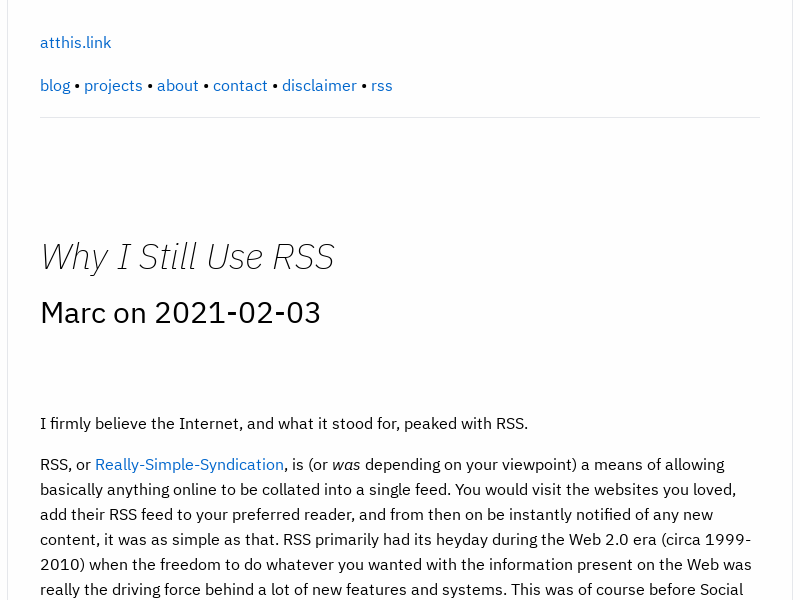 atthis.link
blog • projects • about • contact • disclaimer • rss
Why I Still Use RSS
Marc on 2021-02-03
I firmly believe the Internet, and what it stood for, peaked with RSS.
RSS, or Really-Simple-Syndication, is (or was depending on your viewpoint) a means of allowing
basically anything online to be collated into a single feed. You would visit the websites you loved,
add their RSS feed to your preferred reader, and from then on be instantly notified of any new
content, it was as simple as that. RSS primarily had its heyday during the Web 2.0 era (circa 1999-
2010) when the freedom to do whatever you wanted with the information present on the Web was
really the driving force behind a lot of new features and systems. This was of course before Social